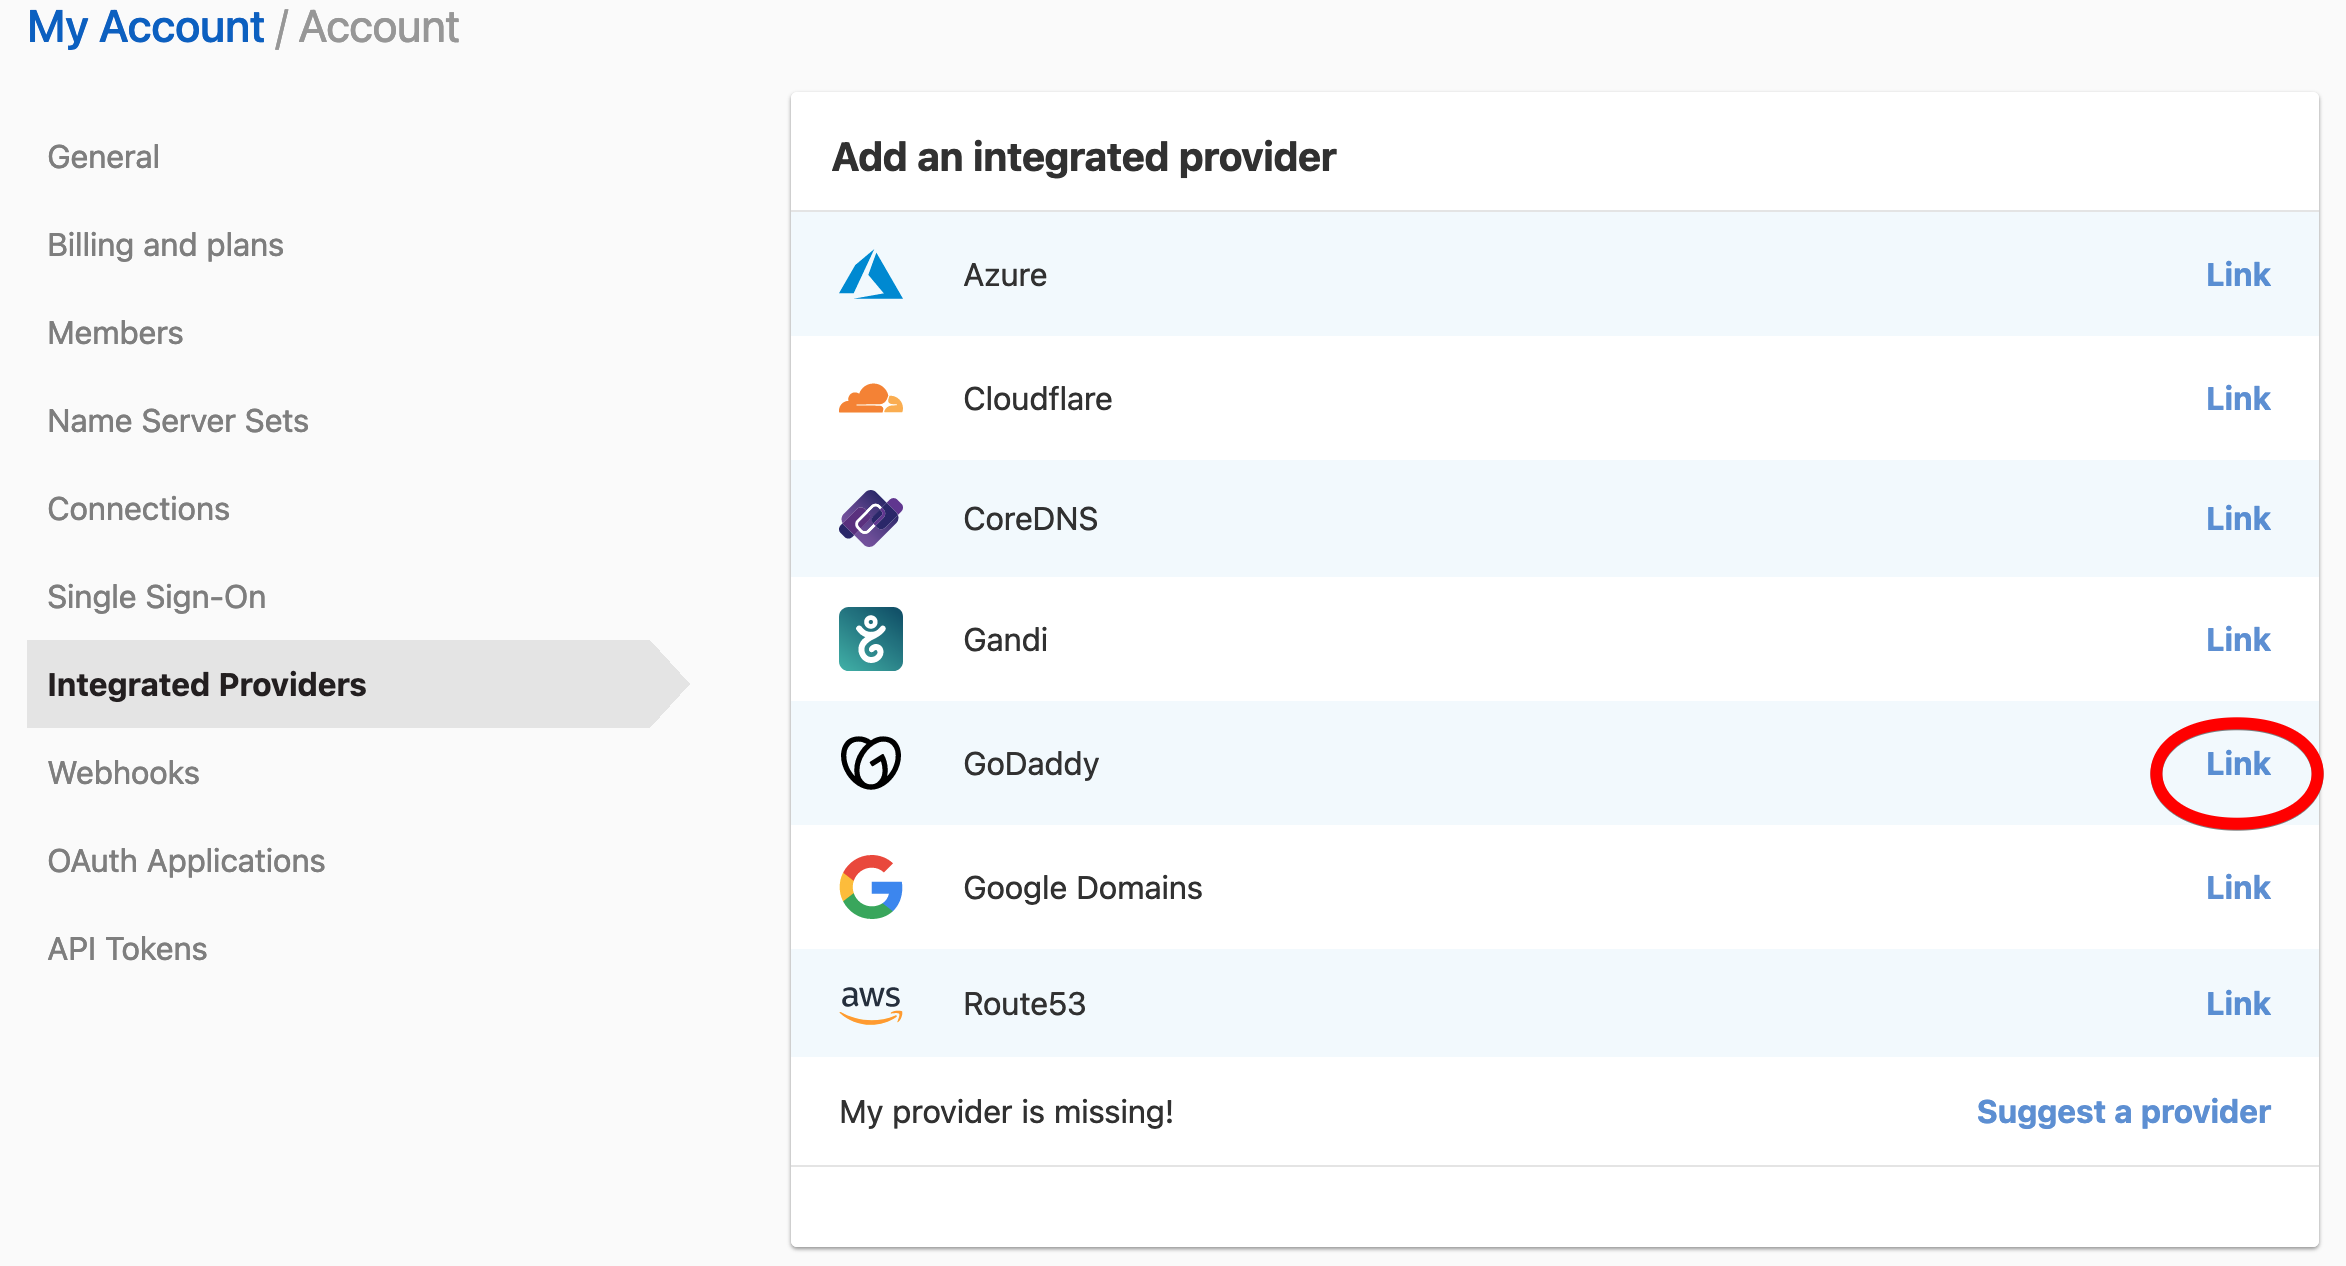 My Account / Account
General
Billing and plans
Members
Name Server Sets
Connections
Single Sign-On
Integrated Providers
Webhooks
OAuth Applications
API Tokens
Add an integrated provider
Azure Link
Cloudflare Link
CoreDNS Link
Gandi Link
GoDaddy Link
Google Domains Link
aws Route53 Link
My provider is missing! Suggest a provider